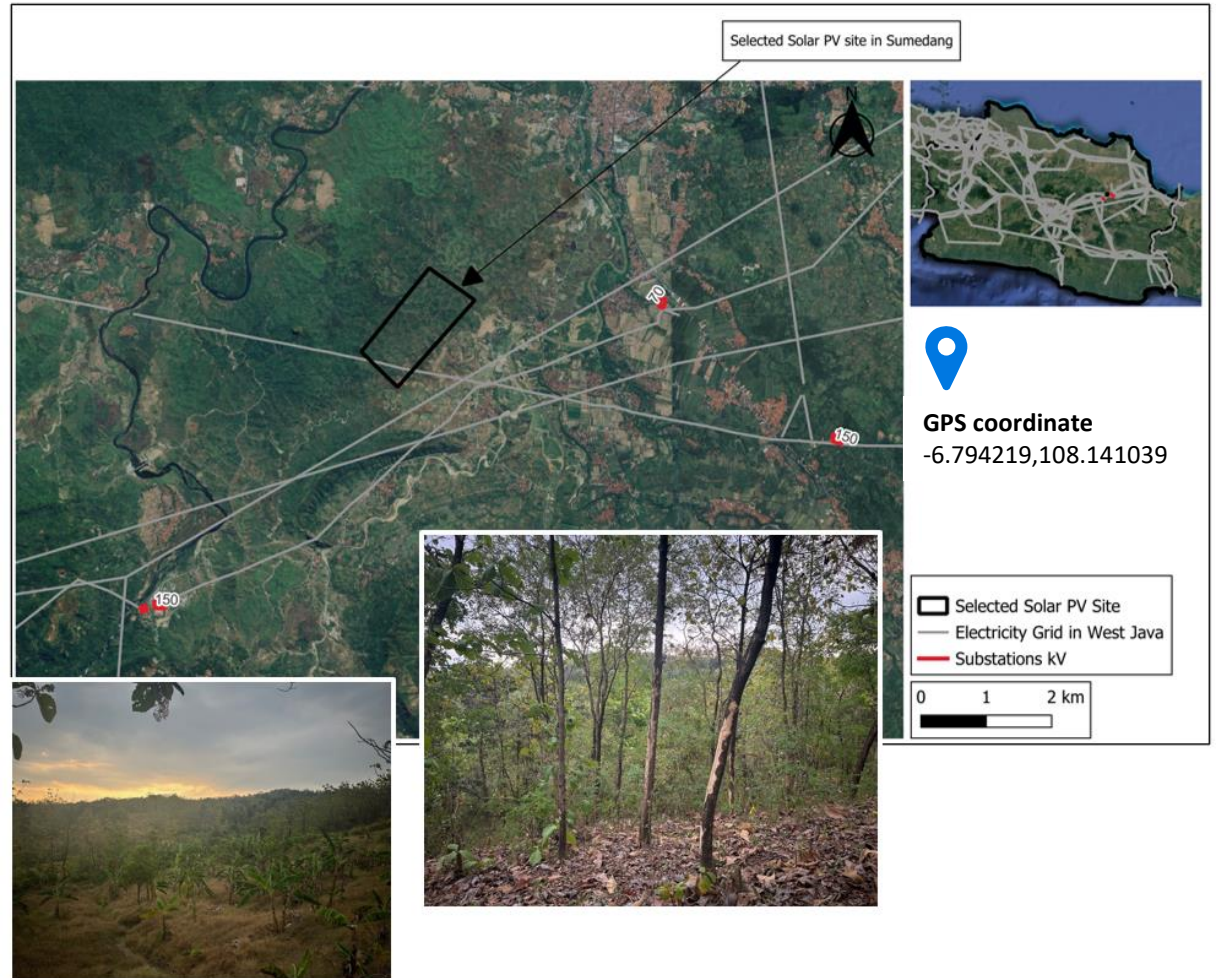 Selected Solar PV site in Sumedang
N
70
150
150
GPS coordinate
-6.794219,108.141039
Selected Solar PV Site
Electricity Grid in West Java
Substations kV
0 1 2 km